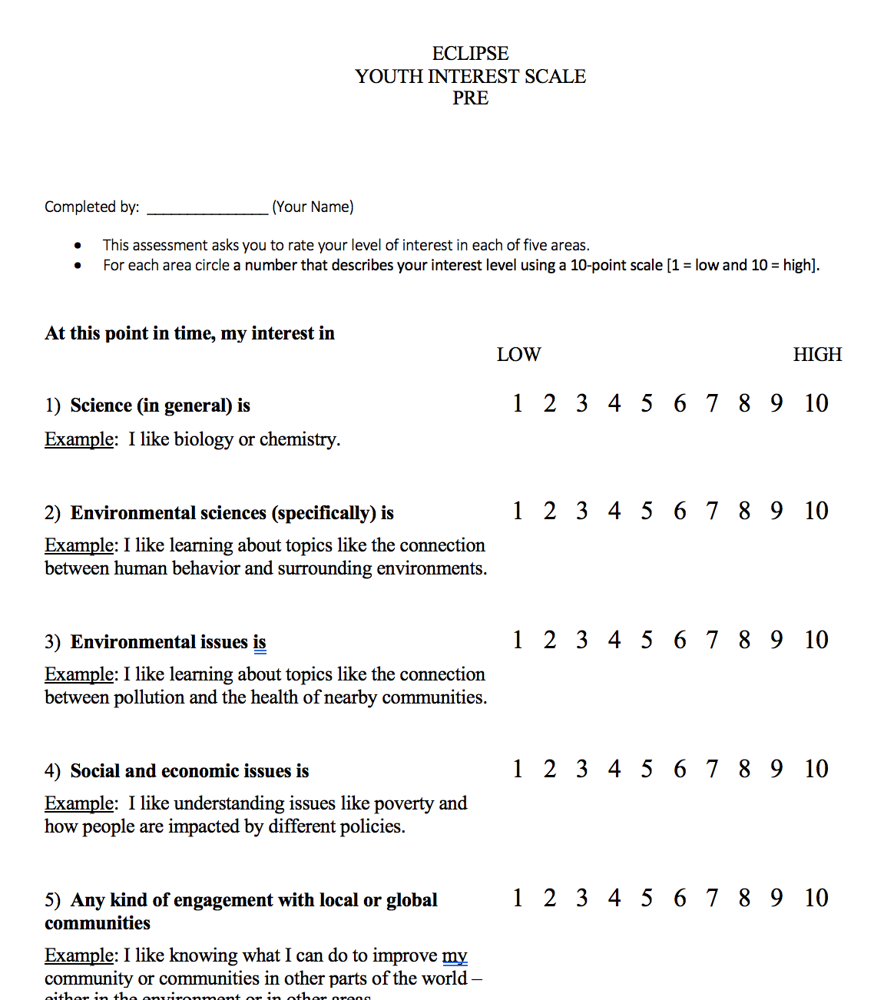 ECLIPSE
YOUTH INTEREST SCALE
PRE
Completed by: _______________ (Your Name)
• This assessment asks you to rate your level of interest in each of five areas.
• For each area circle a number that describes your interest level using a 10-point scale [1 = low and 10 = high].
At this point in time, my interest in
LOW HIGH
1) Science (in general) is 1 2 3 4 5 6 7 8 9 10
Example: I like biology or chemistry.
2) Environmental sciences (specifically) is 1 2 3 4 5 6 7 8 9 10
Example: I like learning about topics like the connection
between human behavior and surrounding environments.
3) Environmental issues is 1 2 3 4 5 6 7 8 9 10
Example: I like learning about topics like the connection
between pollution and the health of nearby communities.
4) Social and economic issues is 1 2 3 4 5 6 7 8 9 10
Example: I like understanding issues like poverty and
how people are impacted by different policies.
5) Any kind of engagement with local or global 1 2 3 4 5 6 7 8 9 10
communities
Example: I like knowing what I can do to improve my
community or communities in other parts of the world –
either in the environment or in other areas.